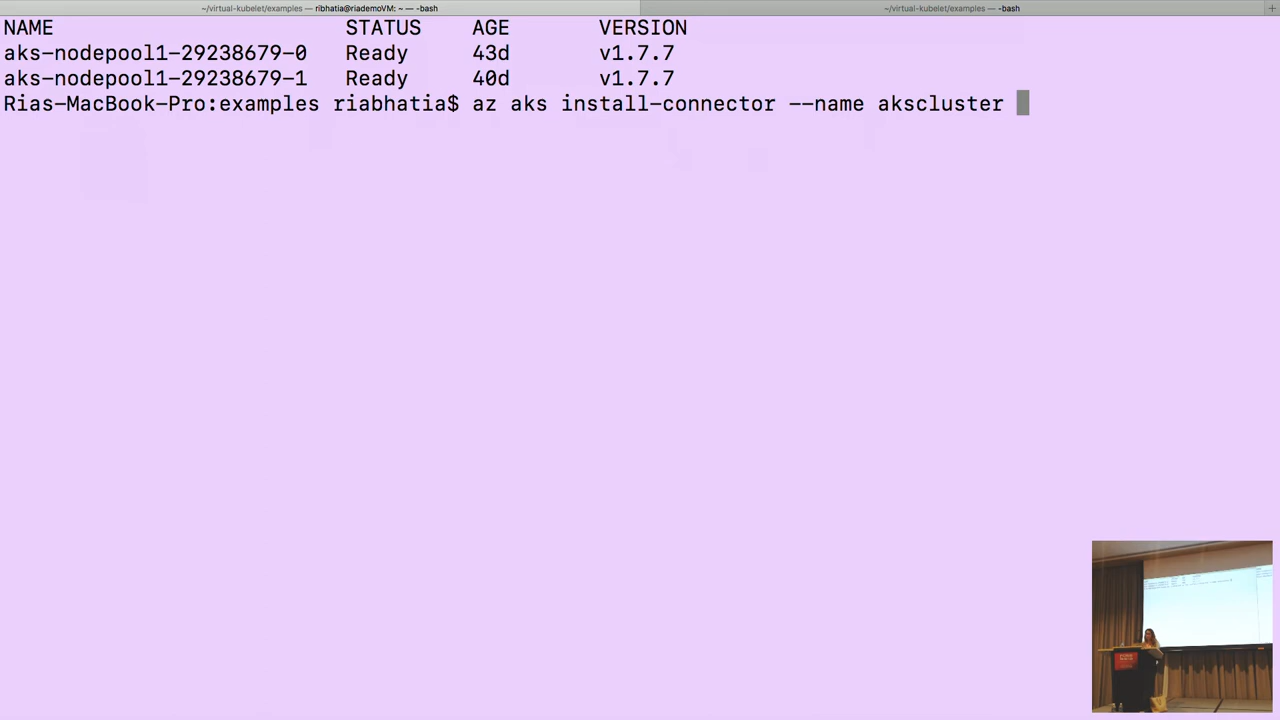 ~/virtual-kubelet/examples — ribhatia@riademoVM: ~ — -bash
~/virtual-kubelet/examples — -bash
NAME STATUS AGE VERSION
aks-nodepool1-29238679-0 Ready 43d v1.7.7
aks-nodepool1-29238679-1 Ready 40d v1.7.7
Rias-MacBook-Pro:examples riabhatia$ az aks install-connector --name akscluster